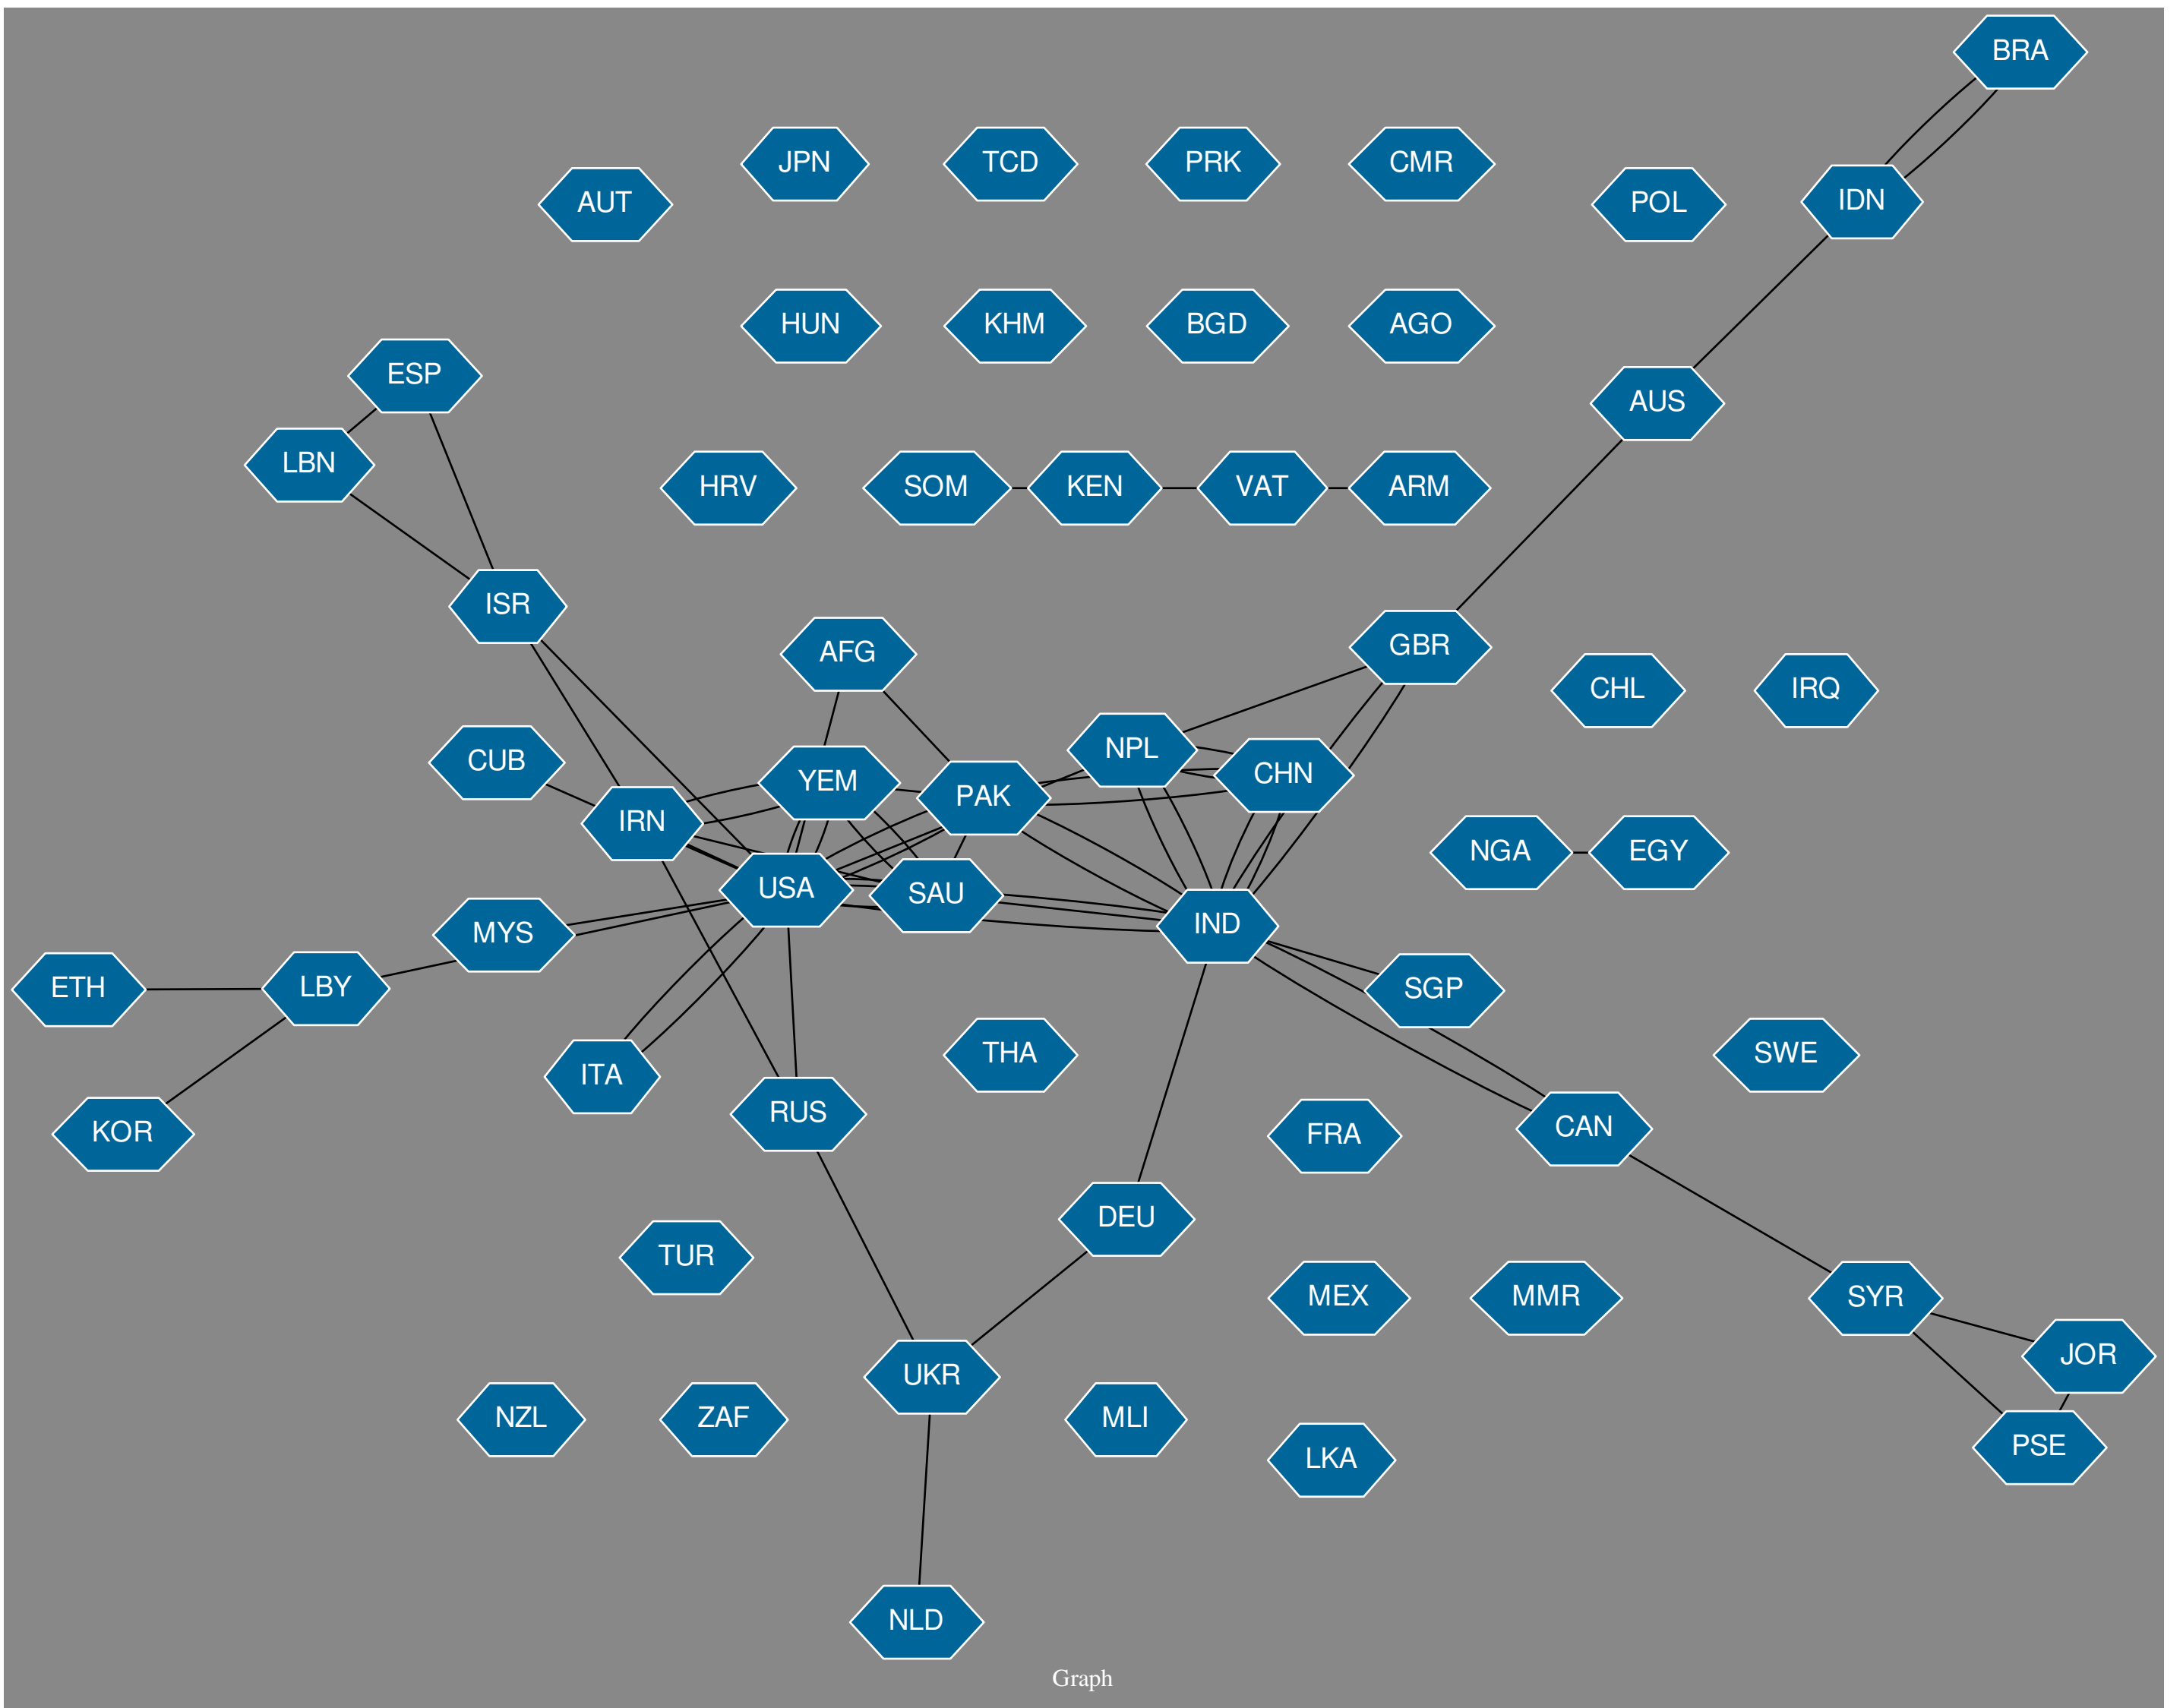 BRA
JPN
TCD
PRK
CMR
AUT
POL
IDN
HUN
KHM
BGD
AGO
ESP
AUS
LBN
HRV
SOM
KEN
VAT
ARM
ISR
AFG
GBR
CHL
IRQ
CUB
YEM
PAK
NPL
CHN
IRN
NGA
EGY
USA
SAU
IND
MYS
ETH
LBY
SGP
ITA
THA
SWE
KOR
RUS
FRA
CAN
DEU
TUR
MEX
MMR
SYR
JOR
UKR
NZL
ZAF
MLI
LKA
PSE
NLD
Graph